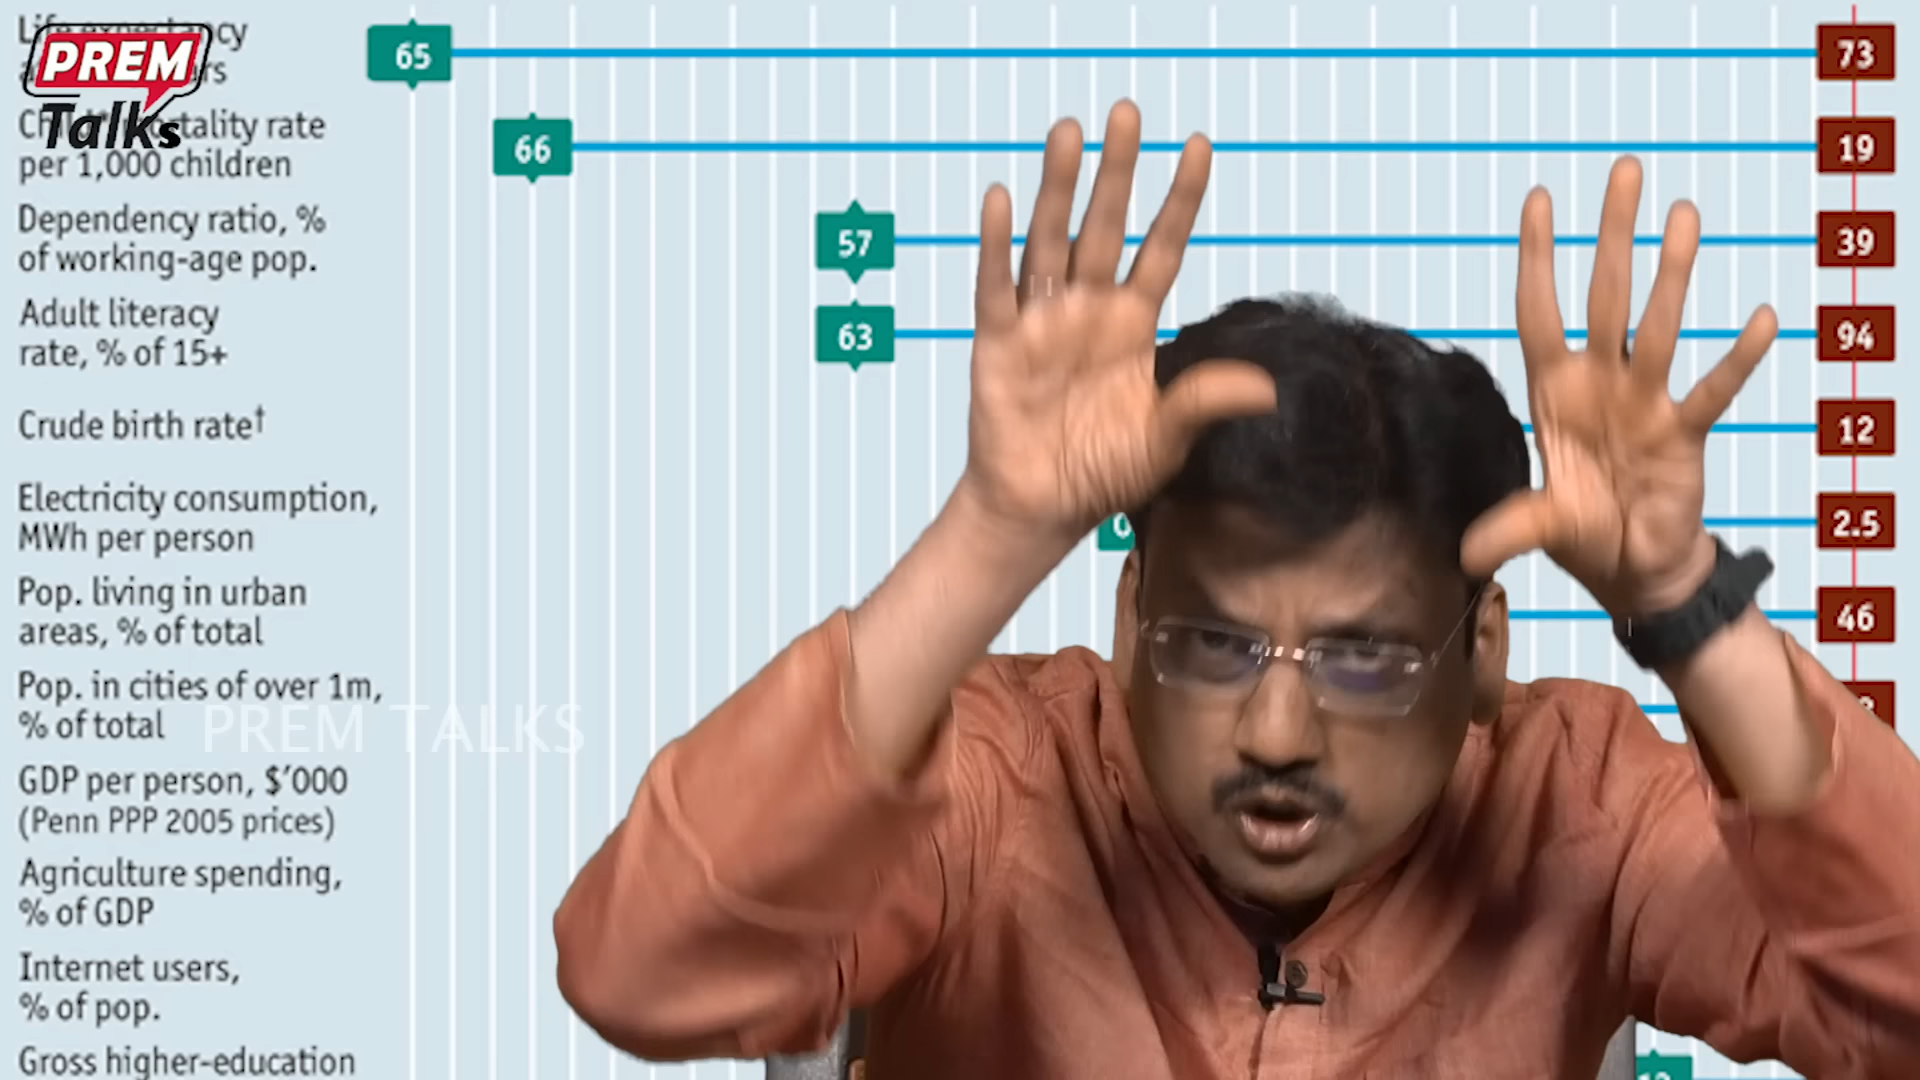 PREM
Talks
65
73
tality rate
per 1,000 children
66
19
Dependency ratio, %
of working-age pop.
57
39
Adult literacy
rate, % of 15+
63
94
Crude birth rate†
12
Electricity consumption,
MWh per person
2.5
Pop. living in urban
areas, % of total
46
Pop. in cities of over 1m,
% of total
PREM TALKS
GDP per person, $'000
(Penn PPP 2005 prices)
Agriculture spending,
% of GDP
Internet users,
% of pop.
Gross higher-education